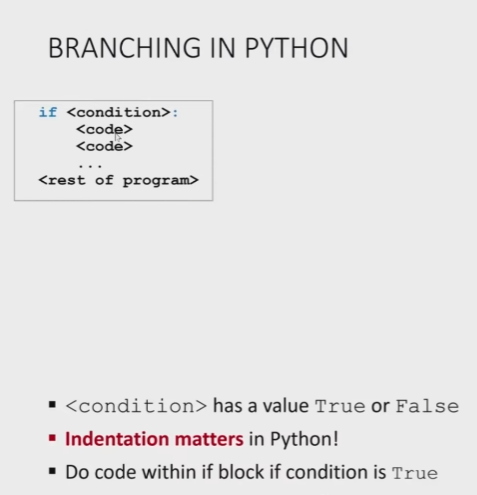 BRANCHING IN PYTHON
if <condition>:
<code>
<code>
...
<rest of program>
<condition> has a value True or False
Indentation matters in Python!
Do code within if block if condition is True